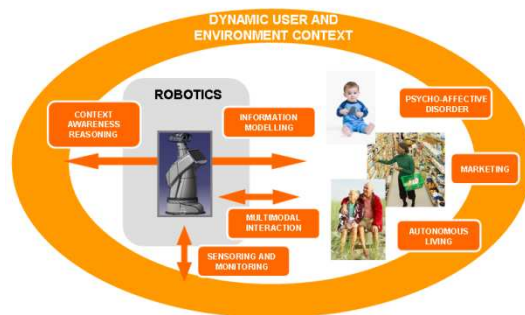 DYNAMIC USER AND
ENVIRONMENT CONTEXT
ROBOTICS
CONTEXT
AWARENESS
REASONING
INFORMATION
MODELLING
PSYCHO-AFFECTIVE
DISORDER
MARKETING
MULTIMODAL
INTERACTION
AUTONOMOUS
LIVING
SENSORING AND
MONITORING